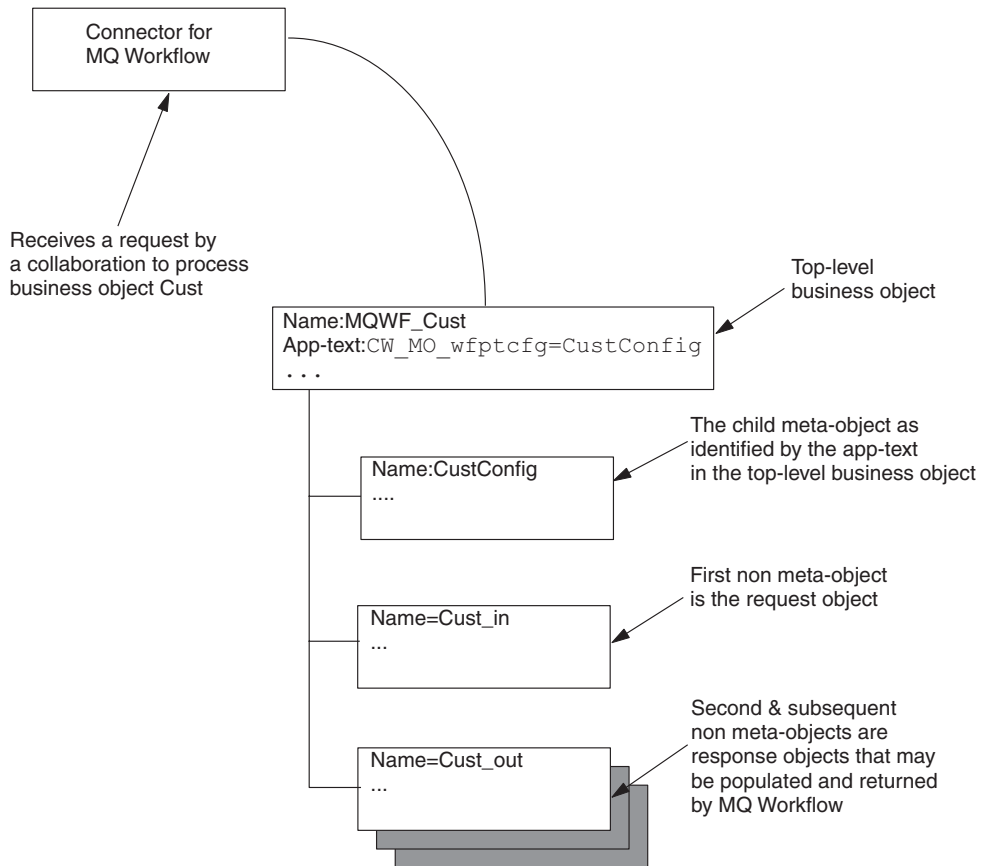 Connector for
MQ Workflow
Receives a request by
a collaboration to process
business object Cust
Top-level
business object
Name:MQWF_Cust
App-text:CW_MO_wfptcfg=CustConfig
...
The child meta-object as
identified by the app-text
in the top-level business object
Name:CustConfig
....
First non meta-object
is the request object
Name=Cust_in
...
Second & subsequent
non meta-objects are
response objects that may
be populated and returned
by MQ Workflow
Name=Cust_out
...